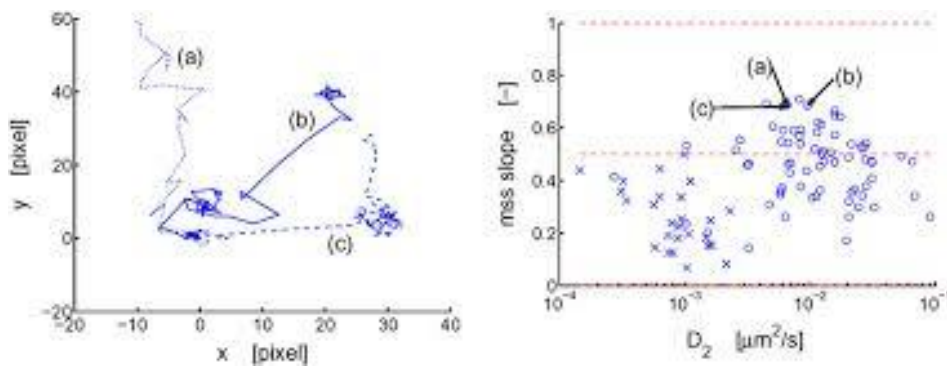 60
40
20
0
−20
y [pixel]
−20 −10 0 10 20 30 40
x [pixel]
(a)
(b)
(c)
1
0.8
0.6
0.4
0.2
0
mss slope [-]
10⁻⁴ 10⁻³ 10⁻² 10⁻
D₂ [μm²/s]
(a)
(b)
(c)